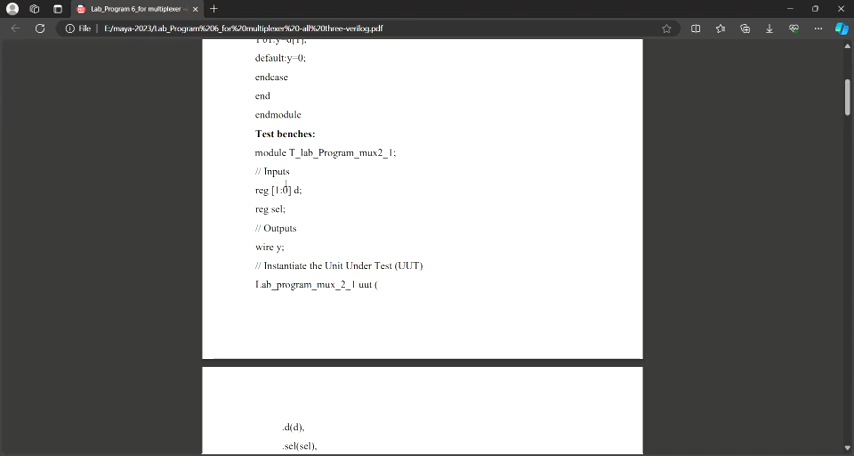 Lab_Program 6_for multiplexer –
File
E:/maya-2023/Lab_Program%206_for%20multiplexer%20-all%20three-verilog.pdf
default:y=0;
endcase
end
endmodule
Test benches:
module T_lab_Program_mux2_1;
// Inputs
reg [1:0] d;
reg sel;
// Outputs
wire y;
// Instantiate the Unit Under Test (UUT)
Lab_program_mux_2_1 uut (
.d(d),
.sel(sel),